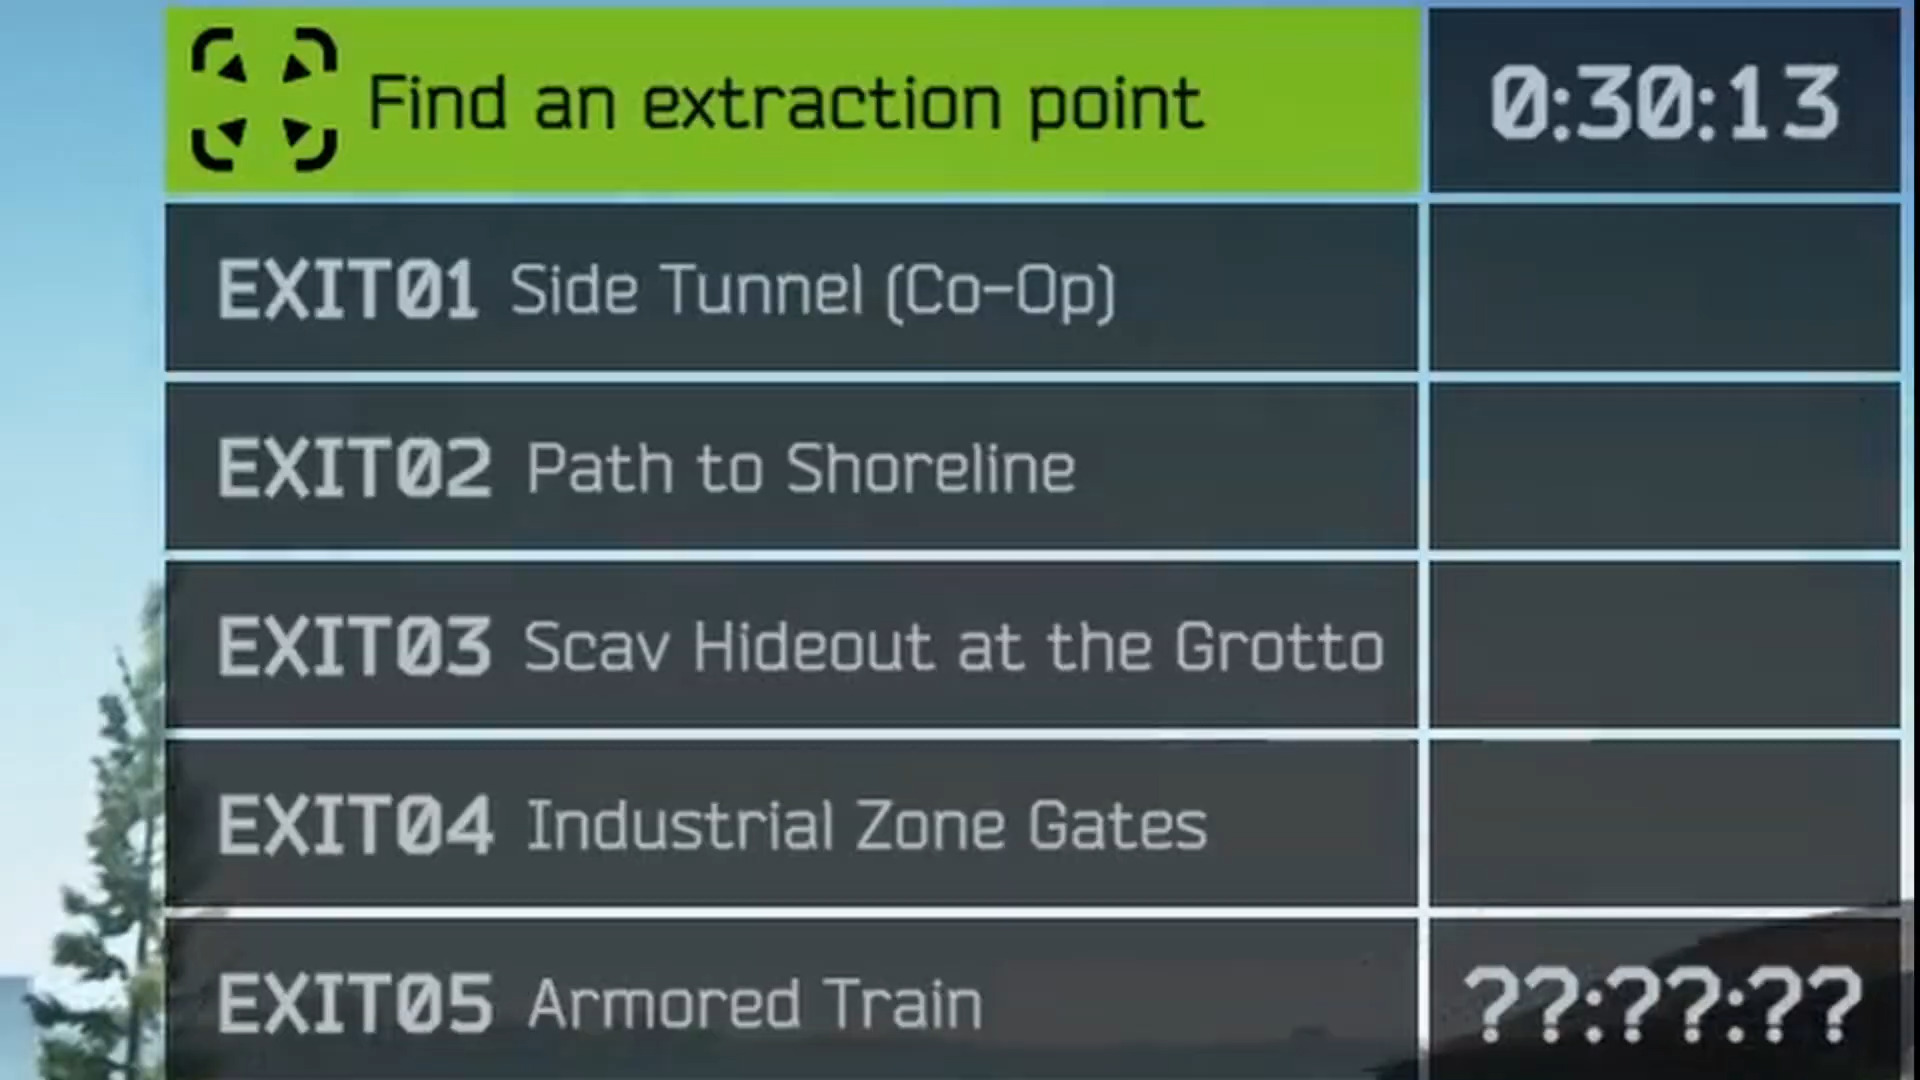 Find an extraction point 0:30:13
EXIT01 Side Tunnel (Co-Op)
EXIT02 Path to Shoreline
EXIT03 Scav Hideout at the Grotto
EXIT04 Industrial Zone Gates
EXIT05 Armored Train ??:??:??